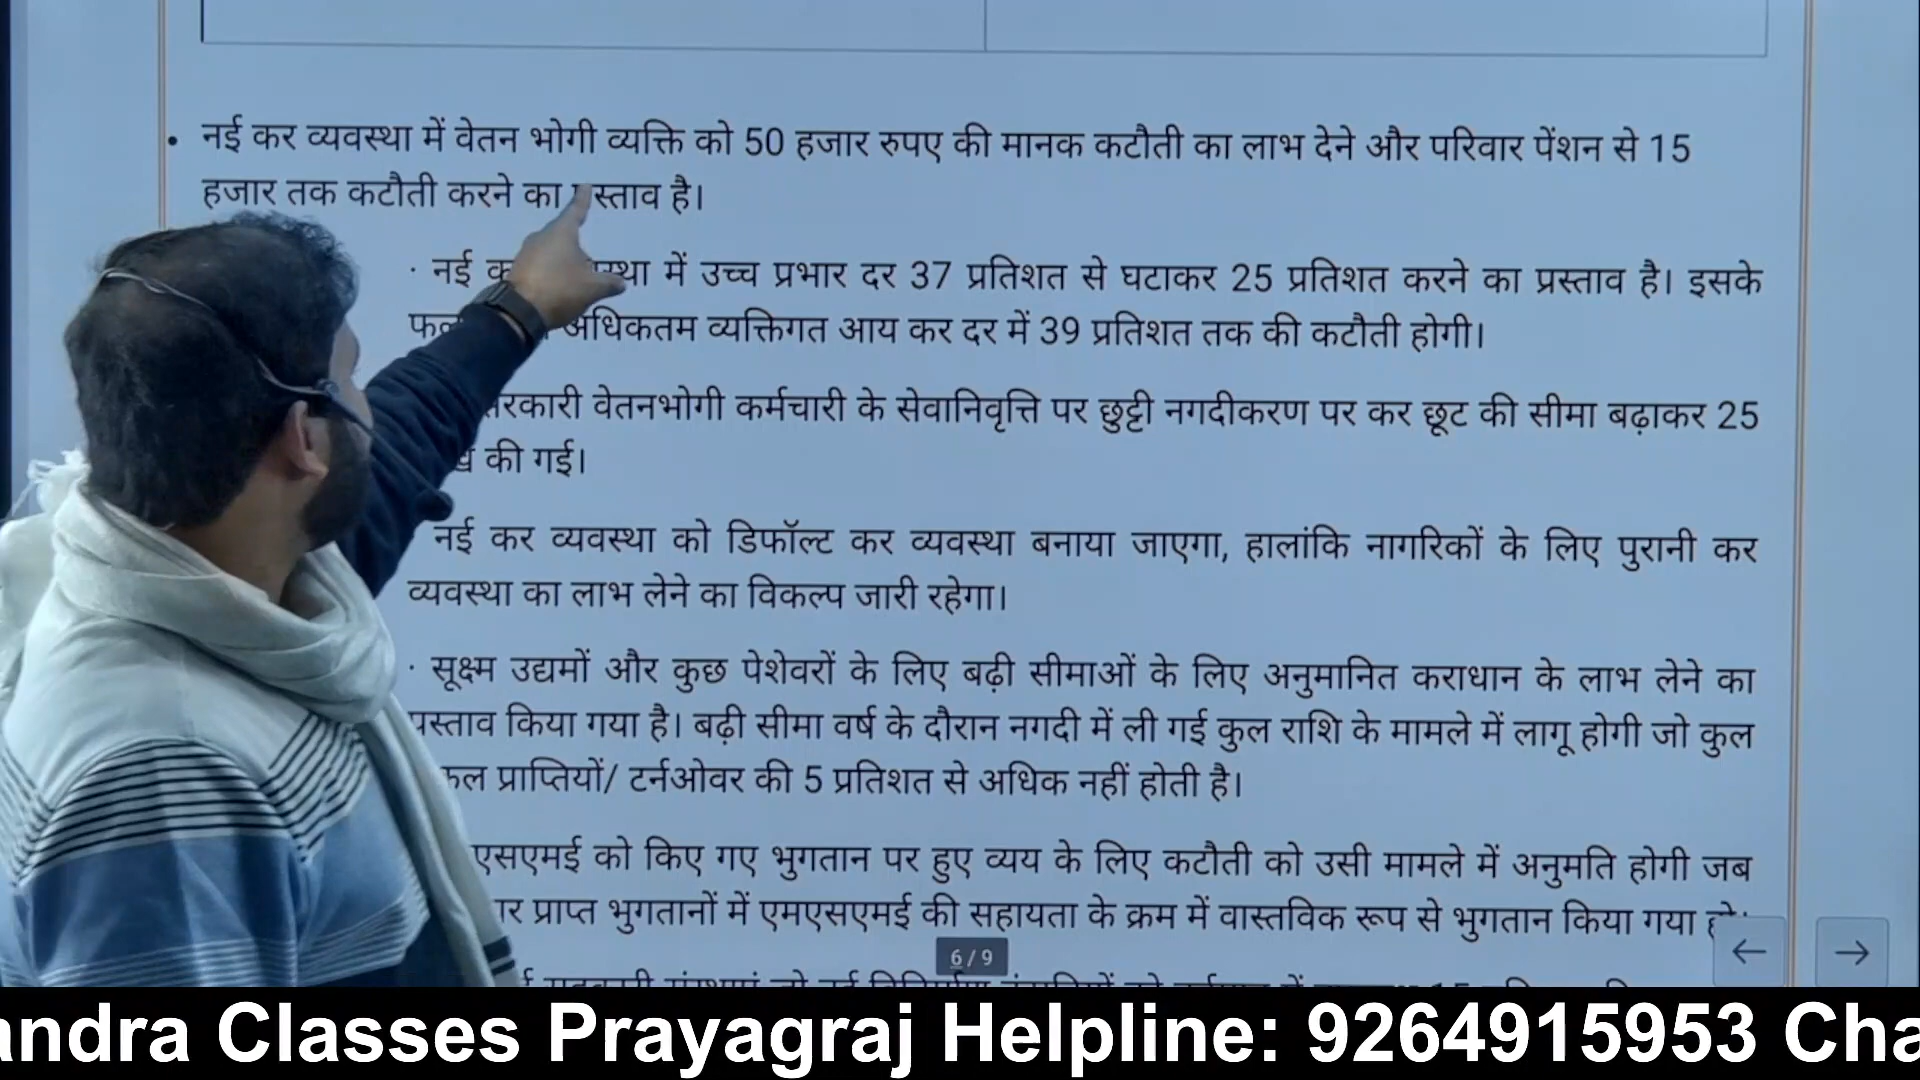 • नई कर व्यवस्था में वेतन भोगी व्यक्ति को 50 हजार रुपए की मानक कटौती का लाभ देने और परिवार पेंशन से 15
हजार तक कटौती करने का प्रस्ताव है।
· नई में उच्च प्रभार दर 37 प्रतिशत से घटाकर 25 प्रतिशत करने का प्रस्ताव है। इसके
अधिकतम व्यक्तिगत आय कर दर में 39 प्रतिशत तक की कटौती होगी।
वेतनभोगी कर्मचारी के सेवानिवृत्ति पर छुट्टी नगदीकरण पर कर छूट की सीमा बढ़ाकर 25
की गई।
नई कर व्यवस्था को डिफॉल्ट कर व्यवस्था बनाया जाएगा, हालांकि नागरिकों के लिए पुरानी कर
व्यवस्था का लाभ लेने का विकल्प जारी रहेगा।
· सूक्ष्म उद्यमों और कुछ पेशेवरों के लिए बढ़ी सीमाओं के लिए अनुमानित कराधान के लाभ लेने का
प्रस्ताव किया गया है। बढ़ी सीमा वर्ष के दौरान नगदी में ली गई कुल राशि के मामले में लागू होगी जो कुल
प्राप्तियों/ टर्नओवर की 5 प्रतिशत से अधिक नहीं होती है।
को किए गए भुगतान पर हुए व्यय के लिए कटौती को उसी मामले में अनुमति होगी जब
प्राप्त भुगतानों में एमएसएमई की सहायता के क्रम में वास्तविक रूप से भुगतान किया गया हो।
6 / 9
andra Classes Prayagraj Helpline: 9264915953 Cha